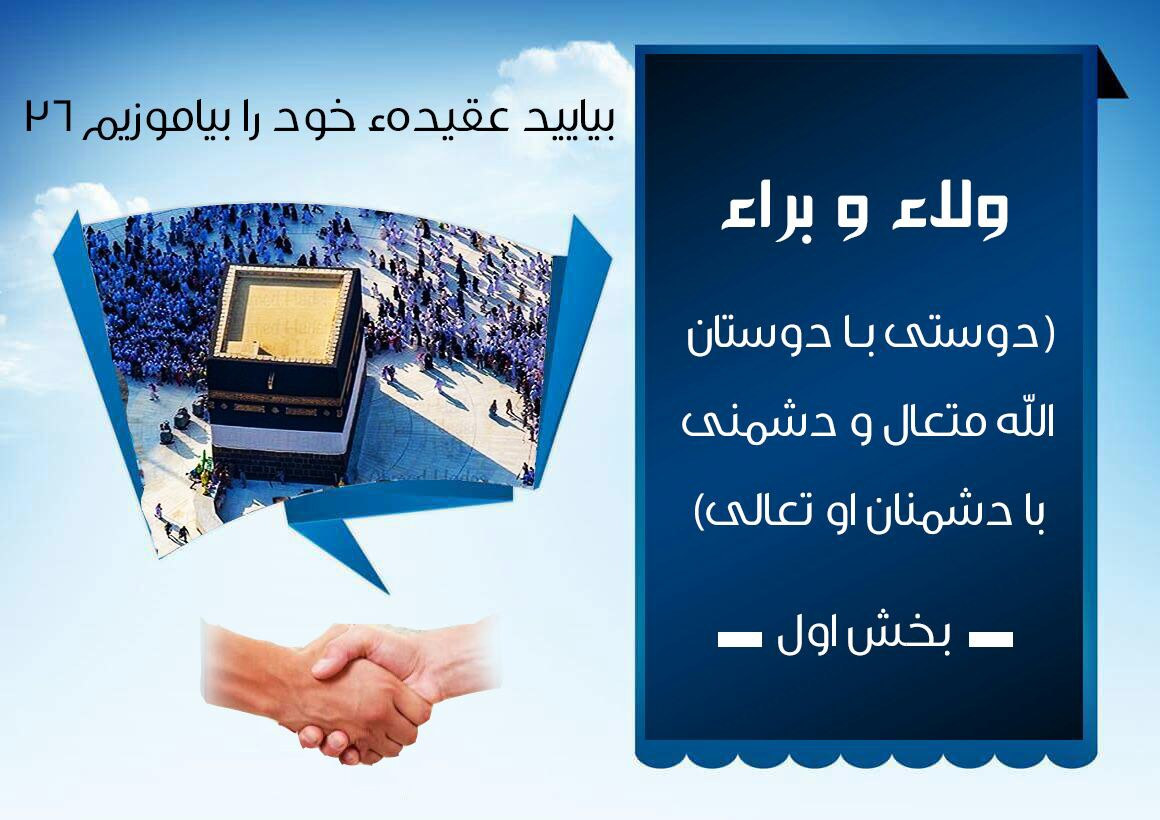 بیایید عقیدهء خود را بیاموزیم ٢٦
ولاء و براء
(دوستی با دوستان
الله متعال و دشمنی
با دشمنان او تعالی)
بخش اول